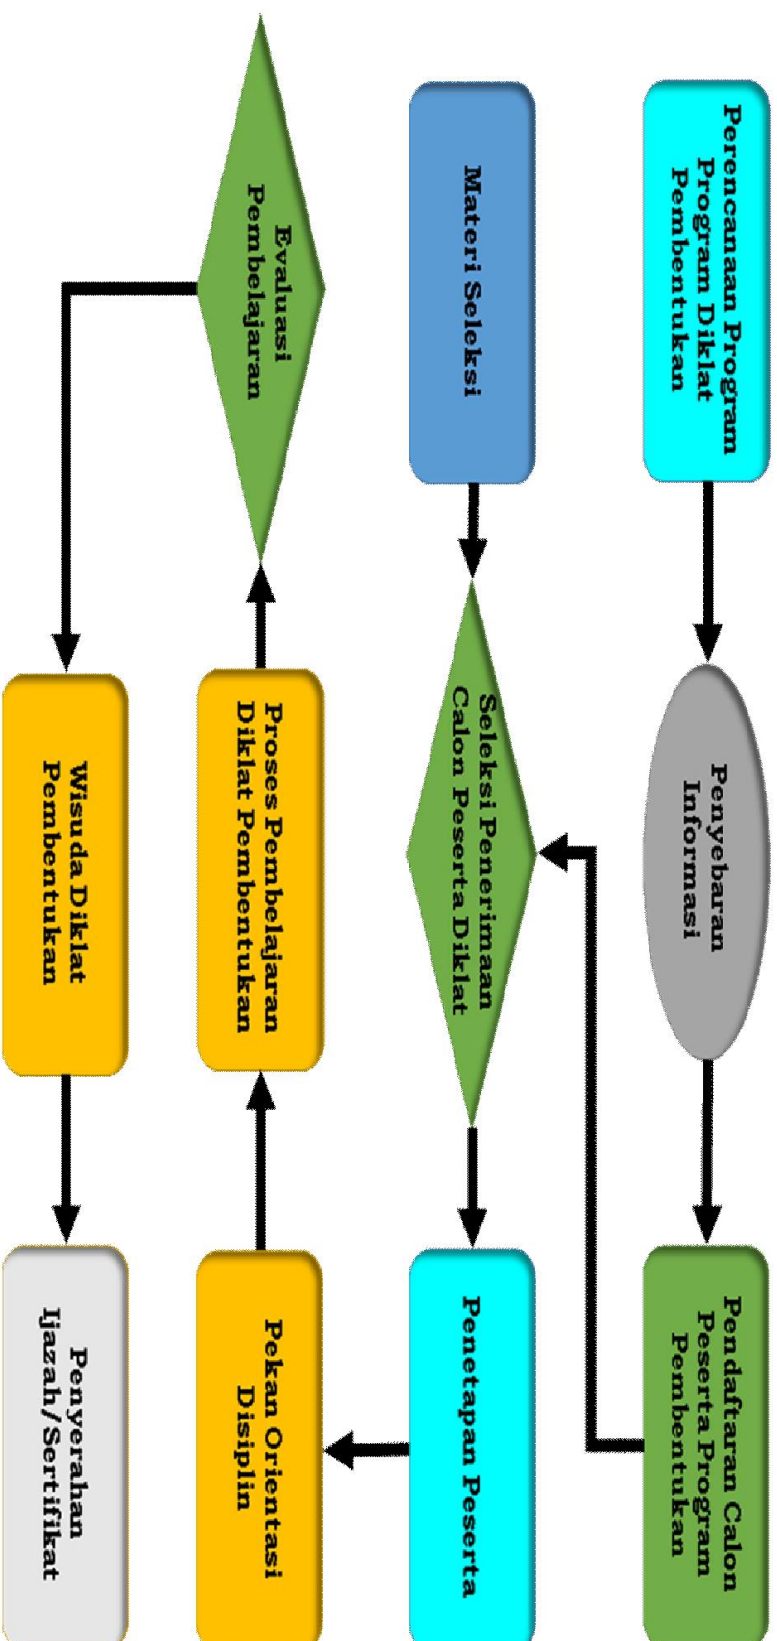 Perencanaan Program
Program Diklat
Pembentukan
Penyebaran
Informasi
Pendaftaran Calon
Peserta Program
Pembentukan
Materi Seleksi
Seleksi Penerimaan
Calon Peserta Diklat
Penetapan Peserta
Evaluasi
Pembelajaran
Proses Pembelajaran
Diklat Pembentukan
Pekan Orientasi
Disiplin
Wisuda Diklat
Pembentukan
Penyerahan
Ijazah/Sertifikat